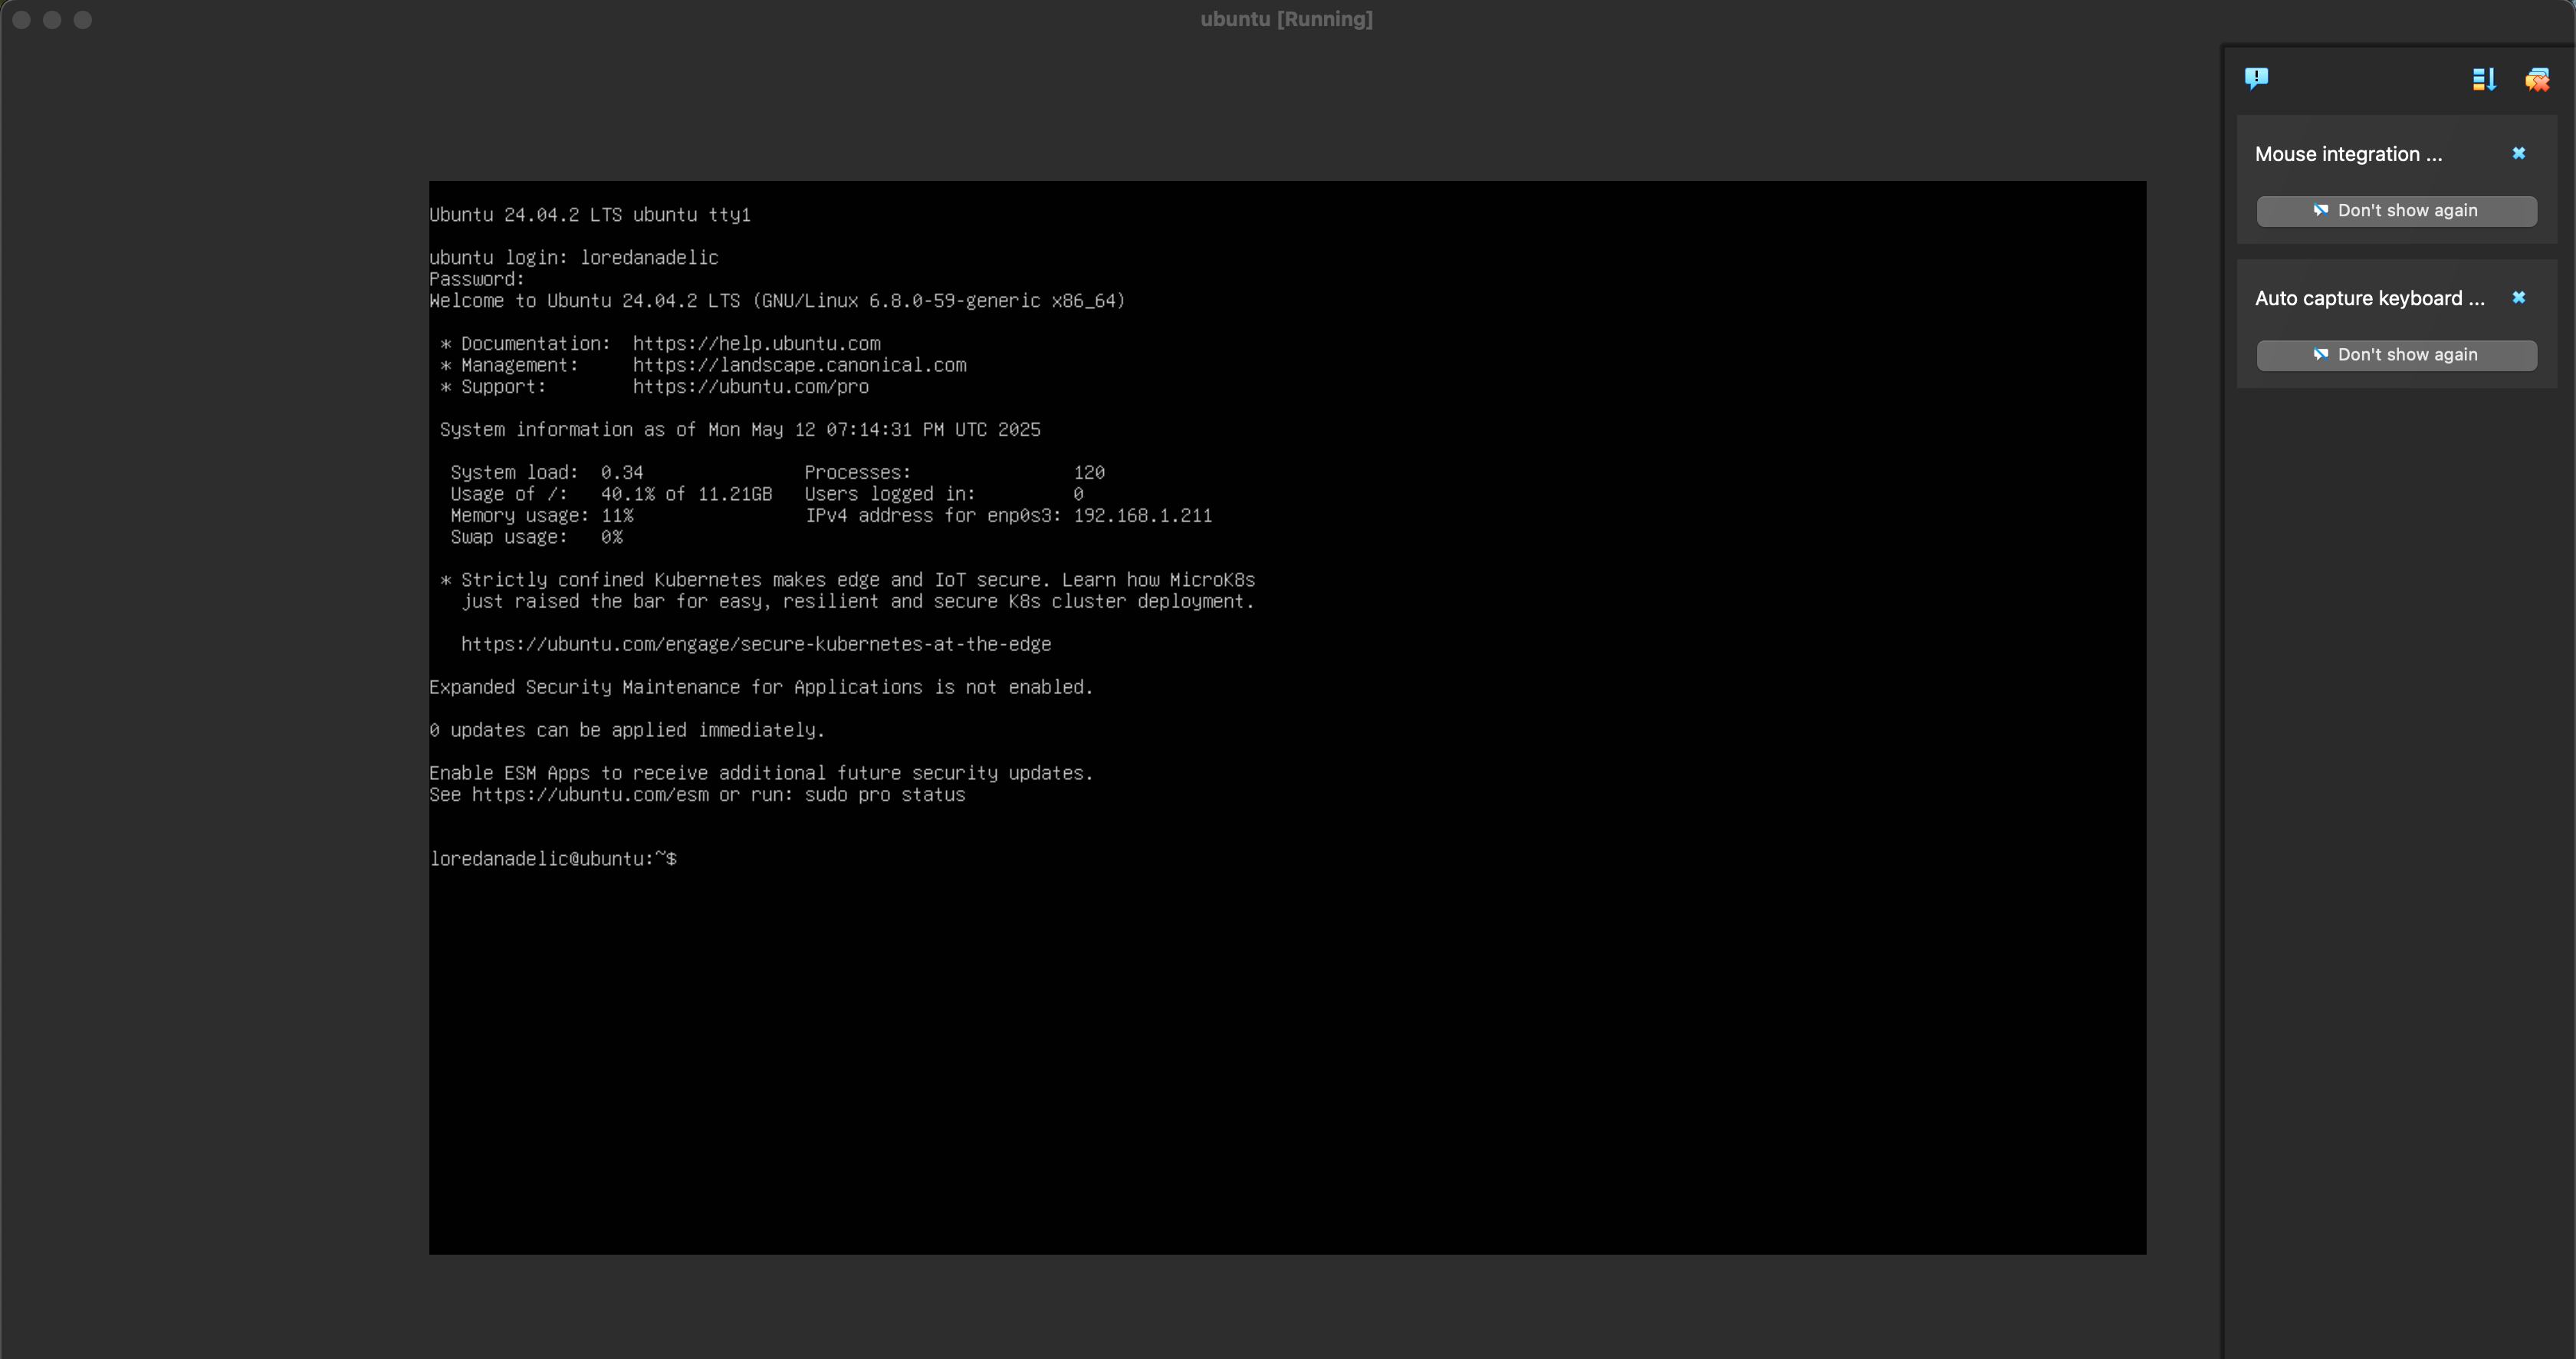 ubuntu [Running]
Ubuntu 24.04.2 LTS ubuntu tty1
ubuntu login: loredanadelic
Password:
Welcome to Ubuntu 24.04.2 LTS (GNU/Linux 6.8.0-59-generic x86_64)
* Documentation: https://help.ubuntu.com
* Management: https://landscape.canonical.com
* Support: https://ubuntu.com/pro
System information as of Mon May 12 07:14:31 PM UTC 2025
System load: 0.34 Processes: 120
Usage of /: 40.1% of 11.21GB Users logged in: 0
Memory usage: 11% IPv4 address for enp0s3: 192.168.1.211
Swap usage: 0%
* Strictly confined Kubernetes makes edge and IoT secure. Learn how MicroK8s
just raised the bar for easy, resilient and secure K8s cluster deployment.
https://ubuntu.com/engage/secure-kubernetes-at-the-edge
Expanded Security Maintenance for Applications is not enabled.
0 updates can be applied immediately.
Enable ESM Apps to receive additional future security updates.
See https://ubuntu.com/esm or run: sudo pro status
loredanadelic@ubuntu:~$
Mouse integration ...
Don't show again
Auto capture keyboard ...
Don't show again